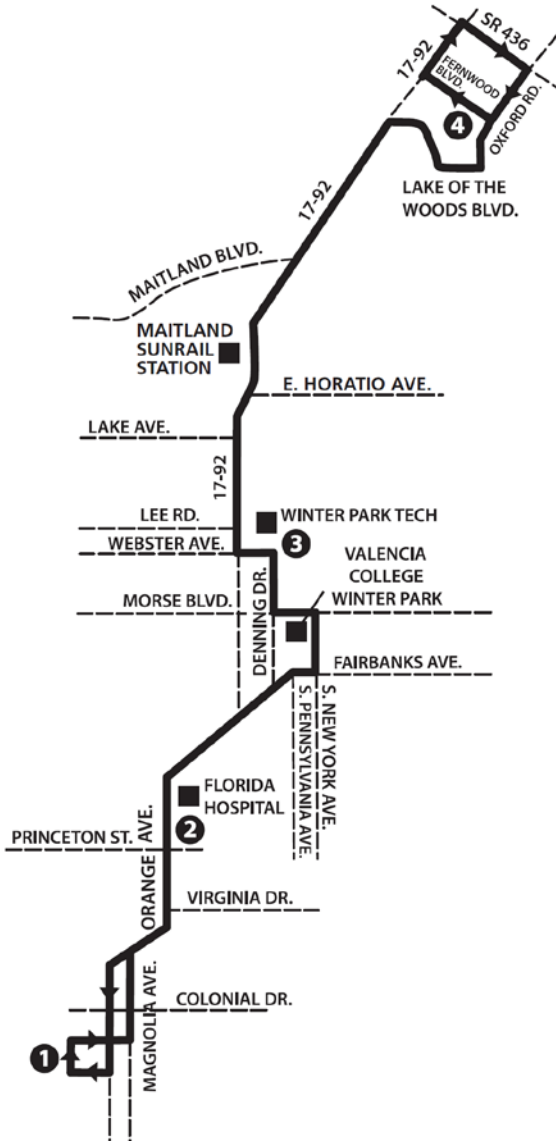 SR 436
17-92
FERNWOOD
BLVD.
OXFORD RD.
4
LAKE OF THE
WOODS BLVD.
17-92
MAITLAND BLVD.
MAITLAND
SUNRAIL
STATION
E. HORATIO AVE.
LAKE AVE.
17-92
LEE RD.
WINTER PARK TECH
WEBSTER AVE.
3
VALENCIA
COLLEGE
WINTER PARK
MORSE BLVD.
DENNING DR.
FAIRBANKS AVE.
S. PENNSYLVANIA AVE.
S. NEW YORK AVE.
FLORIDA
HOSPITAL
2
PRINCETON ST.
ORANGE AVE.
VIRGINIA DR.
MAGNOLIA AVE.
COLONIAL DR.
1